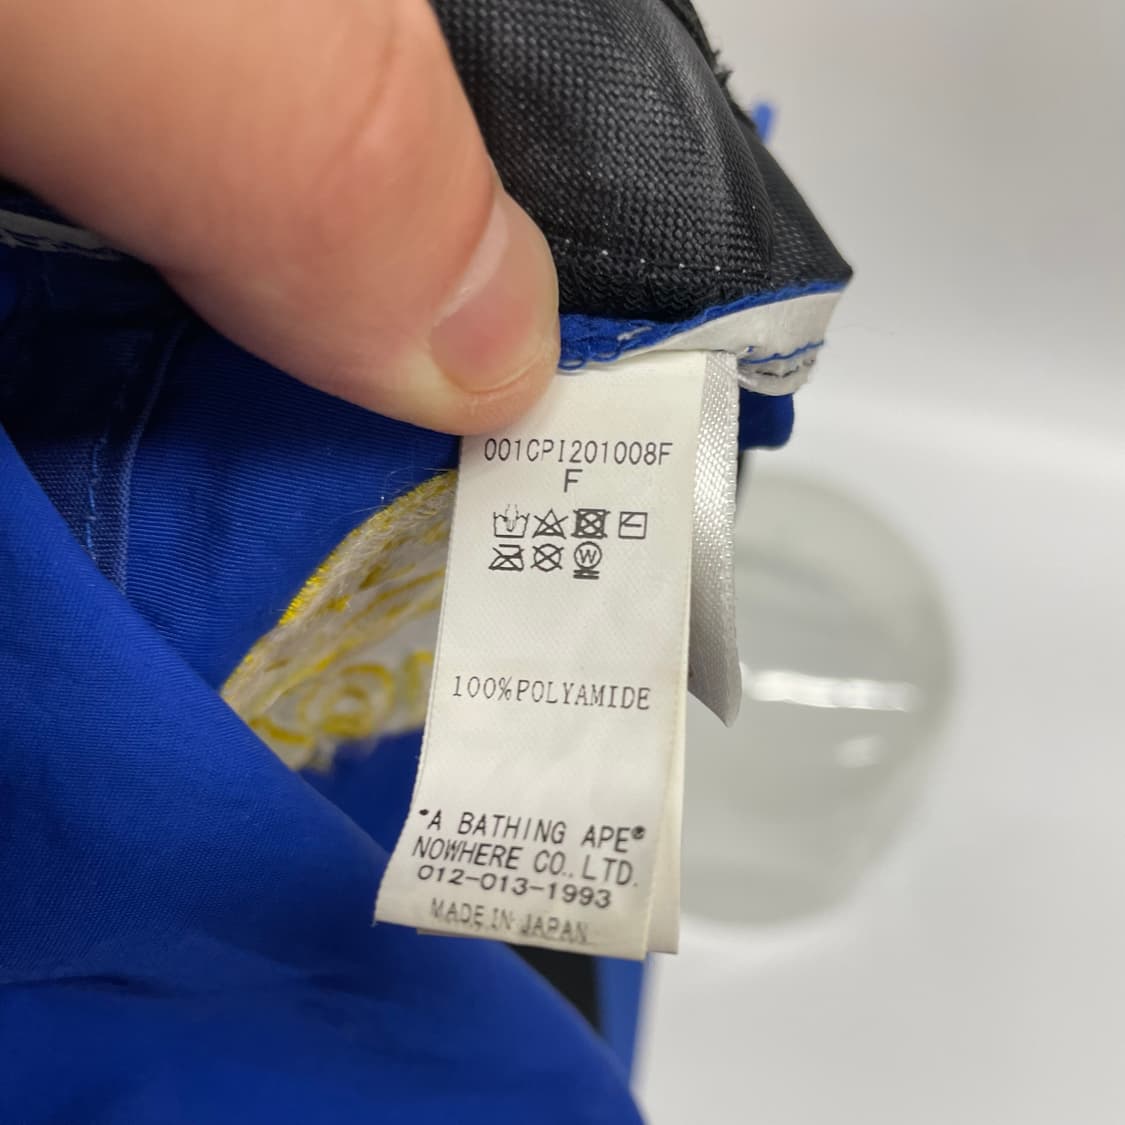 001CPI201008F
F
W
100%POLYAMIDE
"A BATHING APE®
NOWHERE CO., LTD.
012-013-1993
MADE IN JAPAN